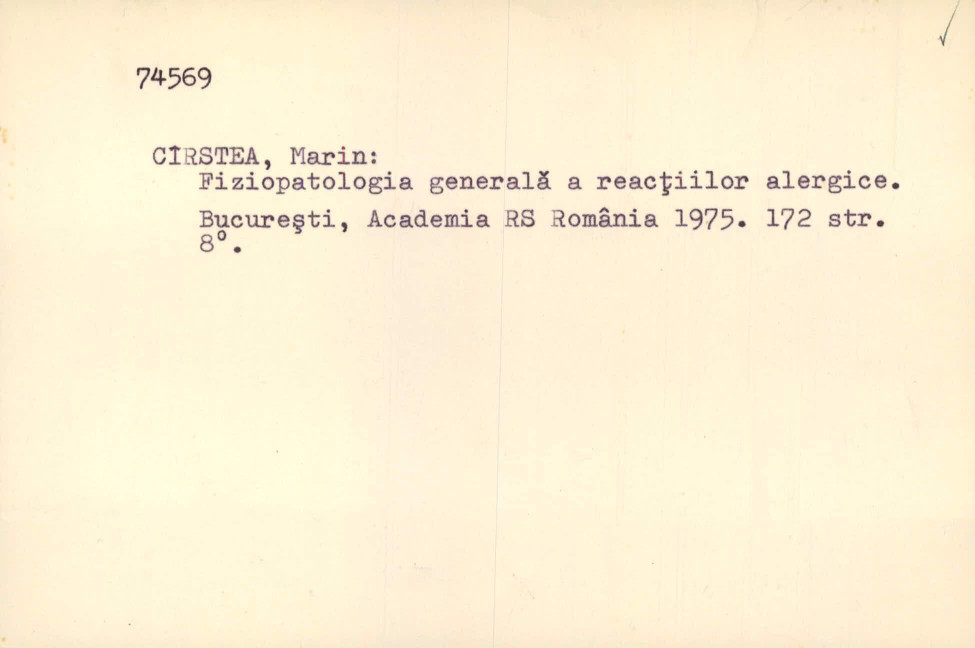 74569
CÎRSTEA, Marin:
Fiziopatologia generală a reacţiilor alergice.
Bucureşti, Academia RS România 1975. 172 str.
8°.